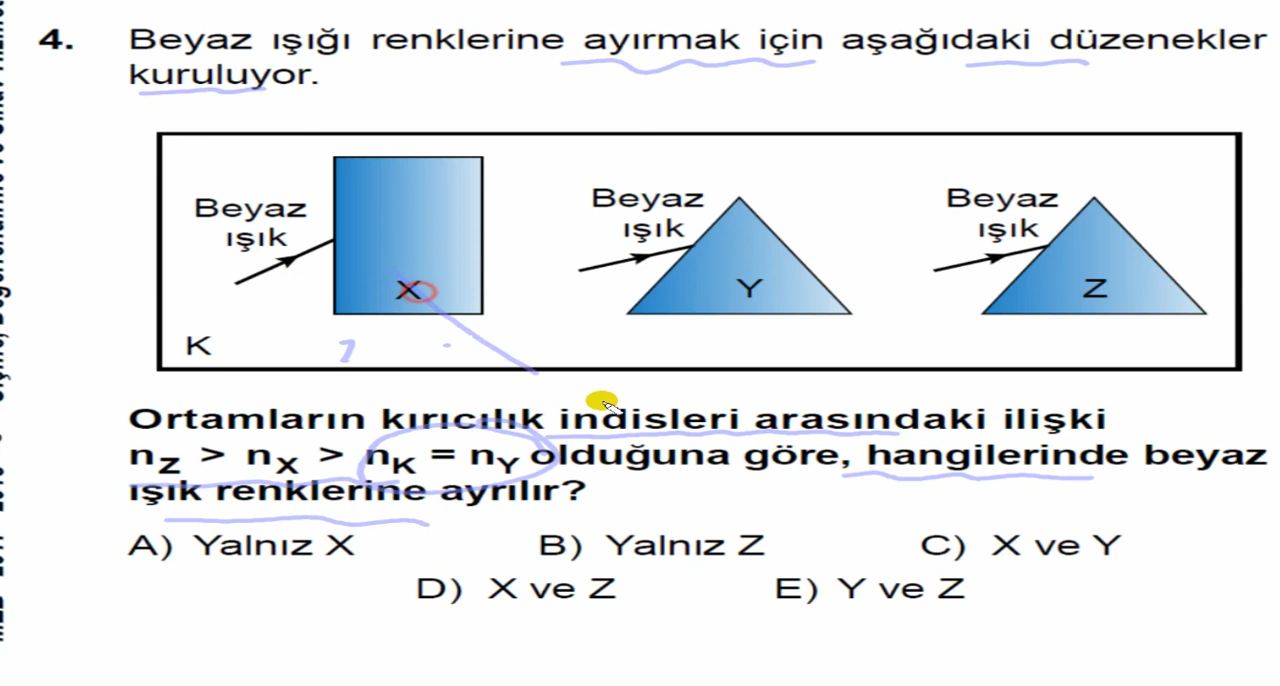 4. Beyaz ışığı renklerine ayırmak için aşağıdaki düzenekler
kuruluyor.
Beyaz
ışık
X
K
Beyaz
ışık
Y
Beyaz
ışık
Z
Ortamların kırıcılık indisleri arasındaki ilişki
nZ > nX > nK = nY olduğuna göre, hangilerinde beyaz
ışık renklerine ayrılır?
A) Yalnız X
B) Yalnız Z
C) X ve Y
D) X ve Z
E) Y ve Z